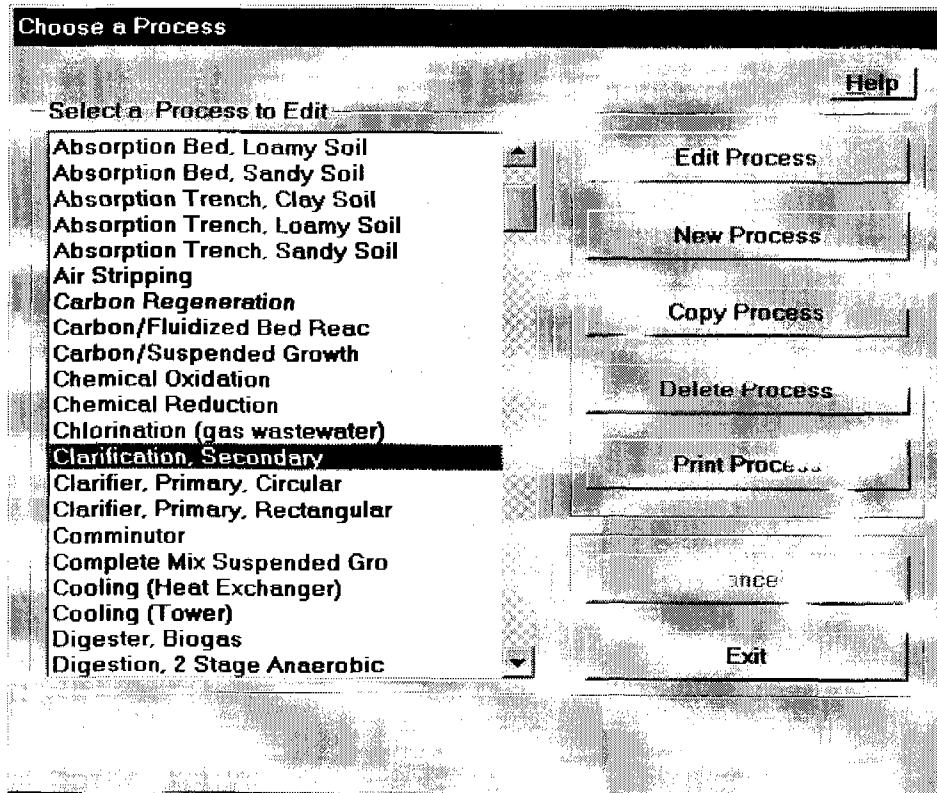 Choose a Process
Help
Select a Process to Edit
Absorption Bed, Loamy Soil
Absorption Bed, Sandy Soil
Absorption Trench, Clay Soil
Absorption Trench, Loamy Soil
Absorption Trench, Sandy Soil
Air Stripping
Carbon Regeneration
Carbon/Fluidized Bed Reac
Carbon/Suspended Growth
Chemical Oxidation
Chemical Reduction
Chlorination (gas wastewater)
Clarification, Secondary
Clarifier, Primary, Circular
Clarifier, Primary, Rectangular
Comminutor
Complete Mix Suspended Gro
Cooling (Heat Exchanger)
Cooling (Tower)
Digester, Biogas
Digestion, 2 Stage Anaerobic
Edit Process
New Process
Copy Process
Delete Process
Print Process
Exit